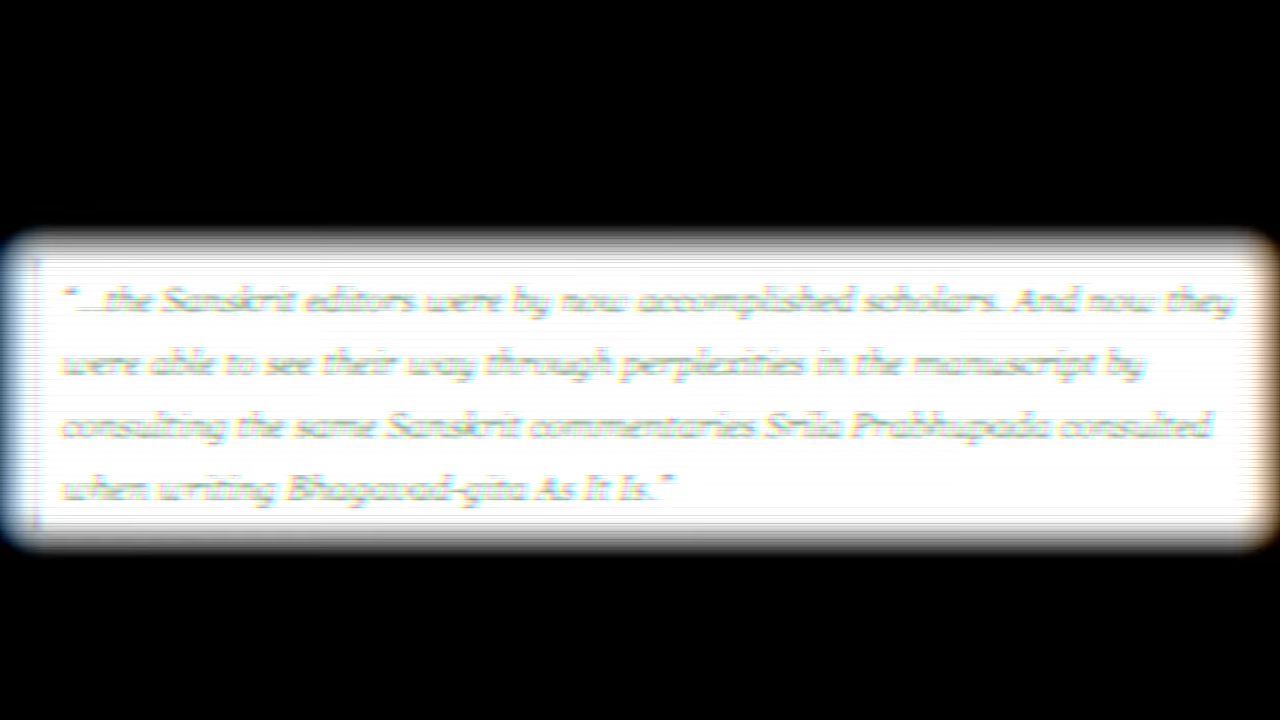 "...the Sanskrit editors were by now accomplished scholars. And now they
were able to see their way through perplexities in the manuscript by
consulting the same Sanskrit commentaries Srila Prabhupada consulted
when writing Bhagavad-gita As It Is."